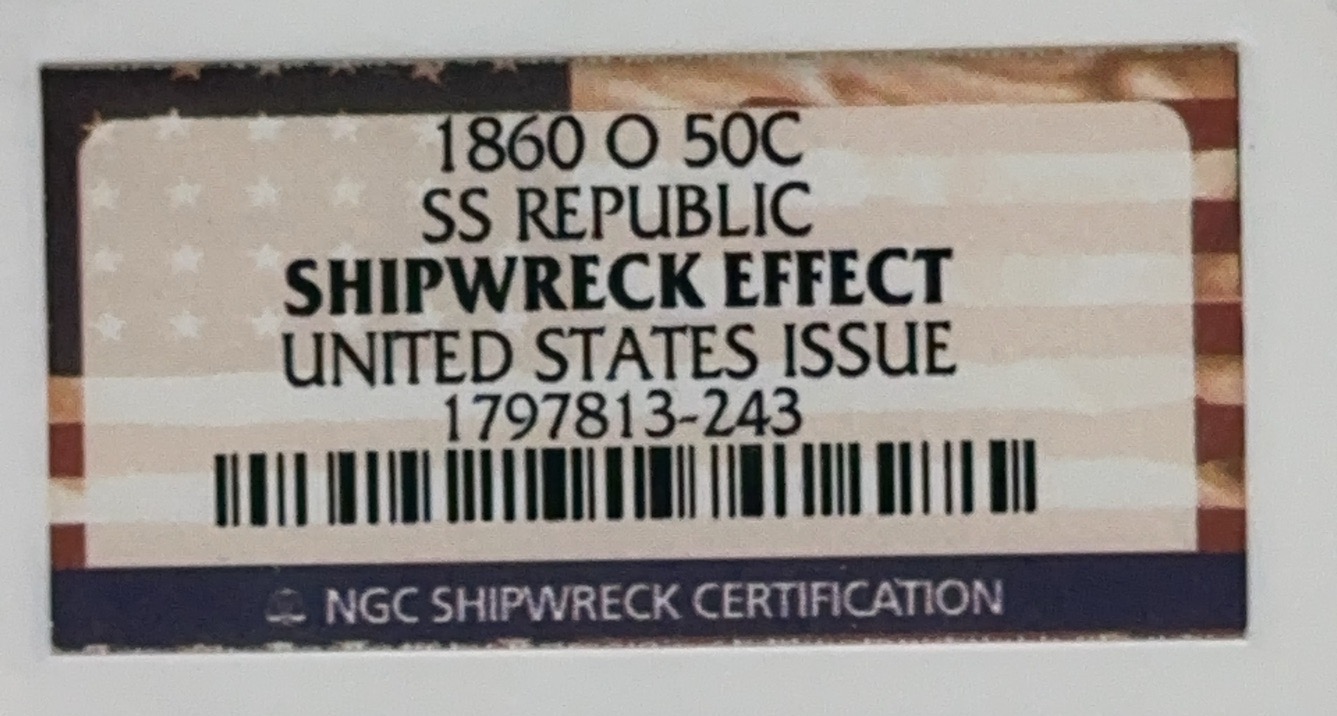 1860 O 50C
SS REPUBLIC
SHIPWRECK EFFECT
UNITED STATES ISSUE
1797813-243
NGC SHIPWRECK CERTIFICATION